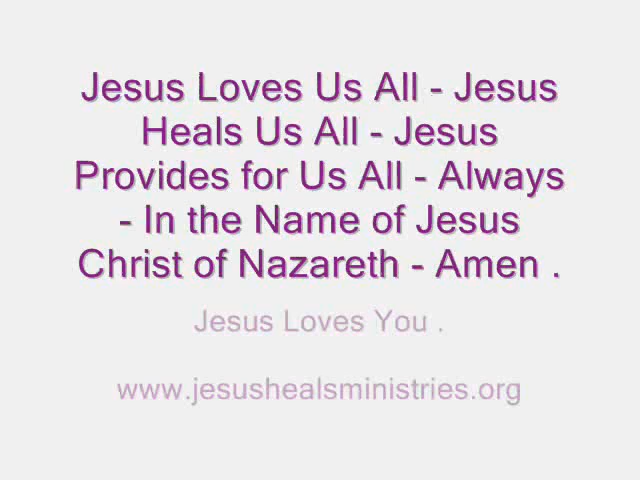 Jesus Loves Us All - Jesus
Heals Us All - Jesus
Provides for Us All - Always
- In the Name of Jesus
Christ of Nazareth - Amen .
Jesus Loves You .
www.jesushealsministries.org